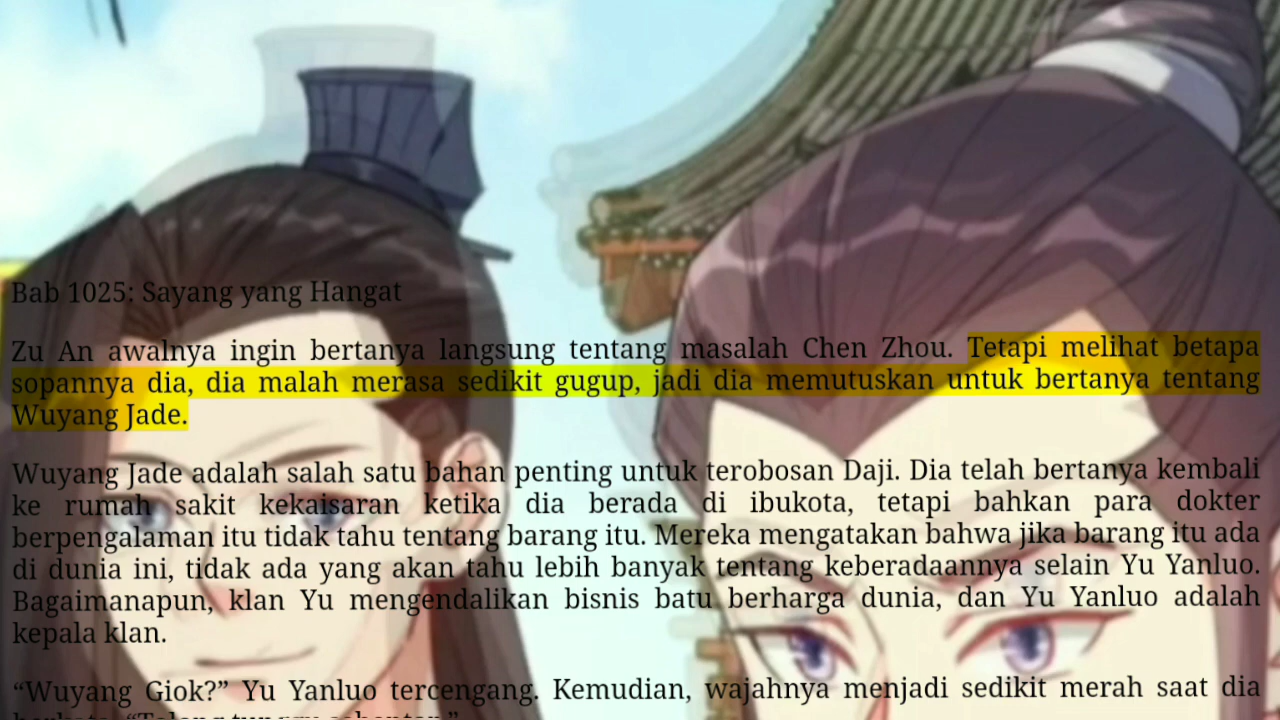 Bab 1025: Sayang yang Hangat
Zu An awalnya ingin bertanya langsung tentang masalah Chen Zhou. Tetapi melihat betapa
sopannya dia, dia malah merasa sedikit gugup, jadi dia memutuskan untuk bertanya tentang
Wuyang Jade.
Wuyang Jade adalah salah satu bahan penting untuk terobosan Daji. Dia telah bertanya kembali
ke rumah sakit kekaisaran ketika dia berada di ibukota, tetapi bahkan para dokter
berpengalaman itu tidak tahu tentang barang itu. Mereka mengatakan bahwa jika barang itu ada
di dunia ini, tidak ada yang akan tahu lebih banyak tentang keberadaannya selain Yu Yanluo.
Bagaimanapun, klan Yu mengendalikan bisnis batu berharga dunia, dan Yu Yanluo adalah
kepala klan.
“Wuyang Giok?” Yu Yanluo tercengang. Kemudian, wajahnya menjadi sedikit merah saat dia